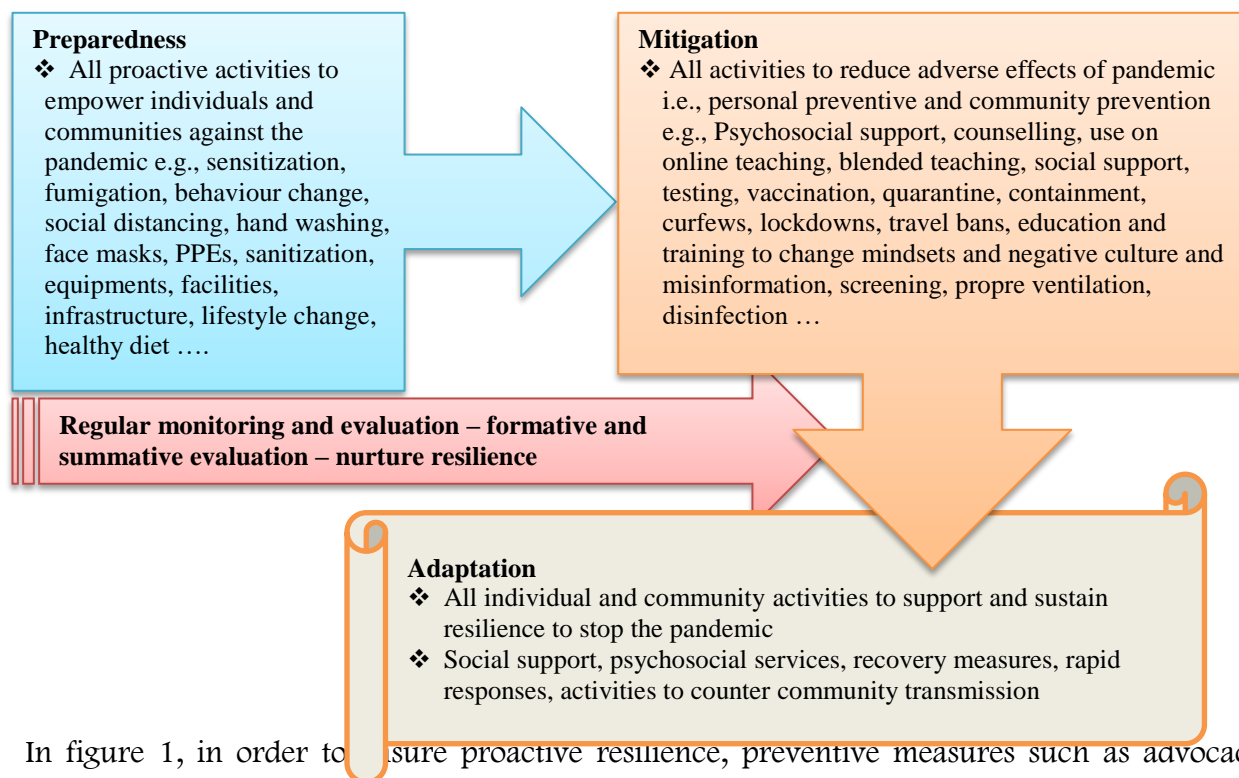 Preparedness
❖ All proactive activities to
empower individuals and
communities against the
pandemic e.g., sensitization,
fumigation, behaviour change,
social distancing, hand washing,
face masks, PPEs, sanitization,
equipments, facilities,
infrastructure, lifestyle change,
healthy diet ….
Mitigation
❖ All activities to reduce adverse effects of pandemic
i.e., personal preventive and community prevention
e.g., Psychosocial support, counselling, use on
online teaching, blended teaching, social support,
testing, vaccination, quarantine, containment,
curfews, lockdowns, travel bans, education and
training to change mindsets and negative culture and
misinformation, screening, propre ventilation,
disinfection …
Regular monitoring and evaluation – formative and
summative evaluation – nurture resilience
Adaptation
❖ All individual and community activities to support and sustain
resilience to stop the pandemic
❖ Social support, psychosocial services, recovery measures, rapid
responses, activities to counter community transmission
In figure 1, in order to proactive resilience, preventive measures such as